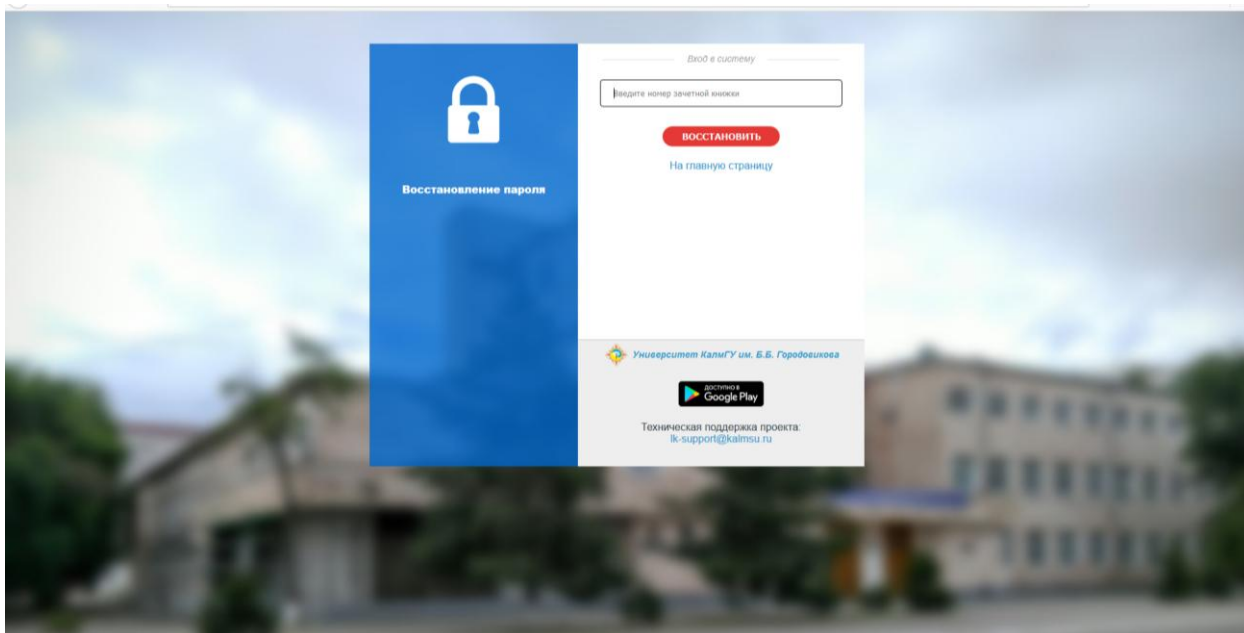 Вход в систему
Введите номер зачетной книжки
ВОССТАНОВИТЬ
На главную страницу
Восстановление пароля
Университет КалмГУ им. Б.Б. Городовикова
ДОСТУПНО В
Google Play
Техническая поддержка проекта:
lk-support@kalmsu.ru